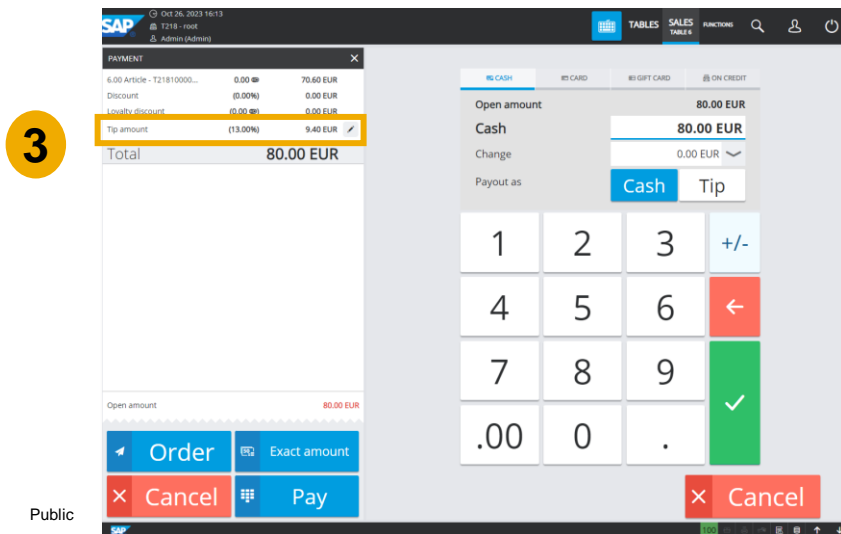 SAP
Oct 26, 2023 16:13
T218 - root
Admin (Admin)
TABLES
SALES
TABLE 6
FUNCTIONS
PAYMENT
6.00 Article - T21810000... 0.00 70.60 EUR
Discount (0.00%) 0.00 EUR
Loyalty discount (0.00 0.00 EUR
3
Tip amount (13.00%) 9.40 EUR
Total 80.00 EUR
Open amount 80.00 EUR
Order
Exact amount
Cancel
Pay
CASH
CARD
GIFT CARD
ON CREDIT
Open amount 80.00 EUR
Cash 80.00 EUR
Change 0.00 EUR
Payout as Cash Tip
1 2 3 +/-
4 5 6
7 8 9
.00 0 .
Cancel
Public
SAP
100